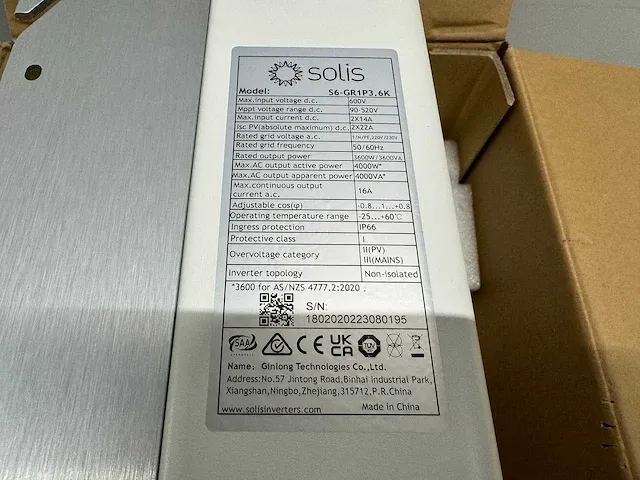 solis
Model: S6-GR1P3.6K
Max.input voltage d.c. 600V
Mppt voltage range d.c. 90-520V
Max.input current d.c. 2X14A
Isc PV(absolute maximum) d.c. 2X22A
Rated grid voltage a.c. 1/N/PE,220V/230V
Rated grid frequency 50/60Hz
Rated output power 3600W/3600VA
Max.AC output active power 4000W*
Max.AC output apparent power 4000VA*
Max.continuous output
current a.c. 16A
Adjustable cos(φ) -0.8...1...+0.8
Operating temperature range -25...+60℃
Ingress protection IP66
Protective class I
Overvoltage category II(PV)
III(MAINS)
Inverter topology Non-isolated
*3600 for AS/NZS 4777.2:2020 .
S/N:
1802020223080195
SAA CE UKCA TÜV
Name: Ginlong Technologies Co.,Ltd.
Address:No.57 Jintong Road,Binhai Industrial Park,
Xiangshan,Ningbo,Zhejiang,315712,P.R.China
www.solisinverters.com Made in China